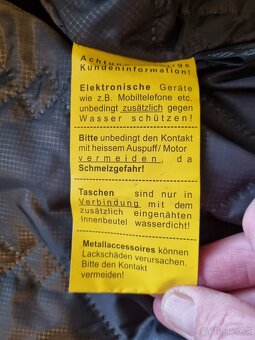 Achtung
Kundeninformation!
Elektronische Geräte
wie z.B. Mobiltelefone etc.
unbedingt zusätzlich gegen
Wasser schützen!
Bitte unbedingt den Kontakt
mit heissem Auspuff/ Motor
vermeiden, da
Schmelzgefahr!
Taschen sind nur in
Verbindung mit dem
zusätzlich eingenähten
Innenbeutel wasserdicht!
Metallaccessoires können
Lackschäden verursachen.
Bitte den Kontakt
vermeiden!